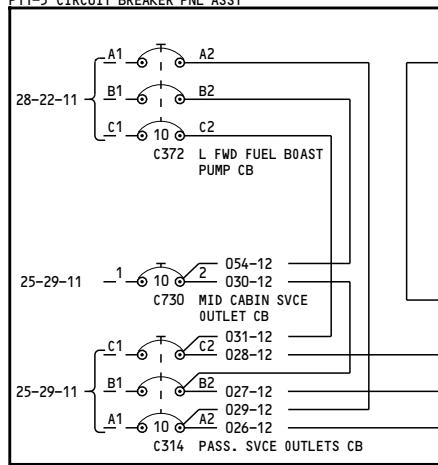 P11-5 CIRCUIT BREAKER PNL ASSY
A1 A2
B1 B2
28-22-11
C1 10 C2
C372 L FWD FUEL BOAST
PUMP CB
054-12
25-29-11 1 10 2 030-12
C730 MID CABIN SVCE
OUTLET CB
031-12
C1 C2 028-12
25-29-11 B1 B2 027-12
029-12
A1 10 A2 026-12
C314 PASS. SVCE OUTLETS CB